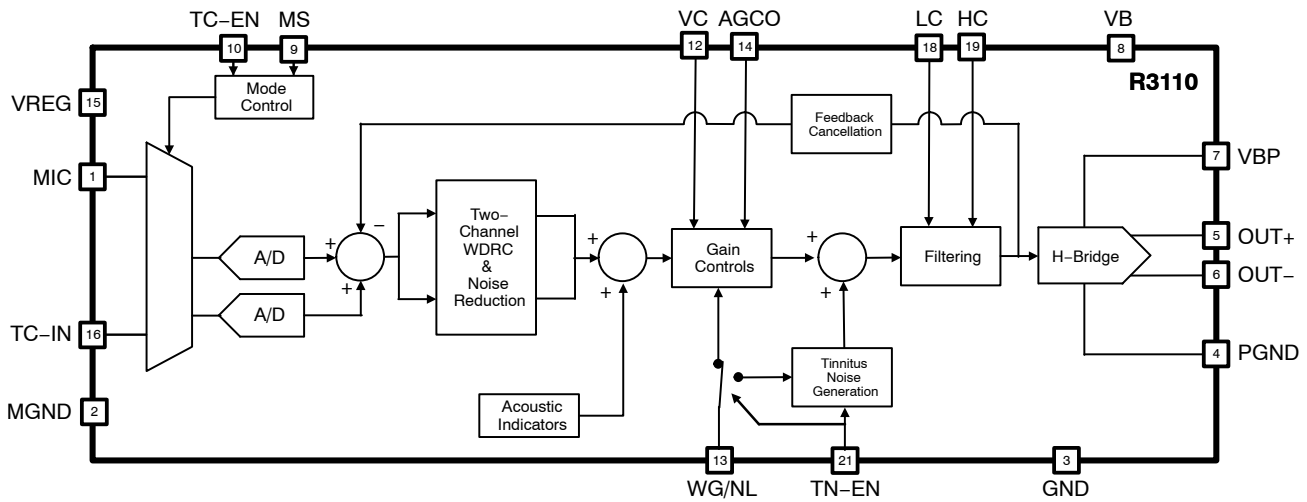 TC−EN
MS
VC
AGCO
LC
HC
VB
10
9
12
14
18
19
8
R3110
VREG
15
Mode
Control
Feedback
Cancellation
MIC
1
7
VBP
−
+
A/D
+
Two−
Channel
WDRC
&
Noise
Reduction
+
+
Gain
Controls
+
+
Filtering
H−Bridge
5
OUT+
6
OUT−
A/D
TC−IN
16
4
PGND
Tinnitus
Noise
Generation
MGND
2
Acoustic
Indicators
13
21
3
WG/NL
TN−EN
GND